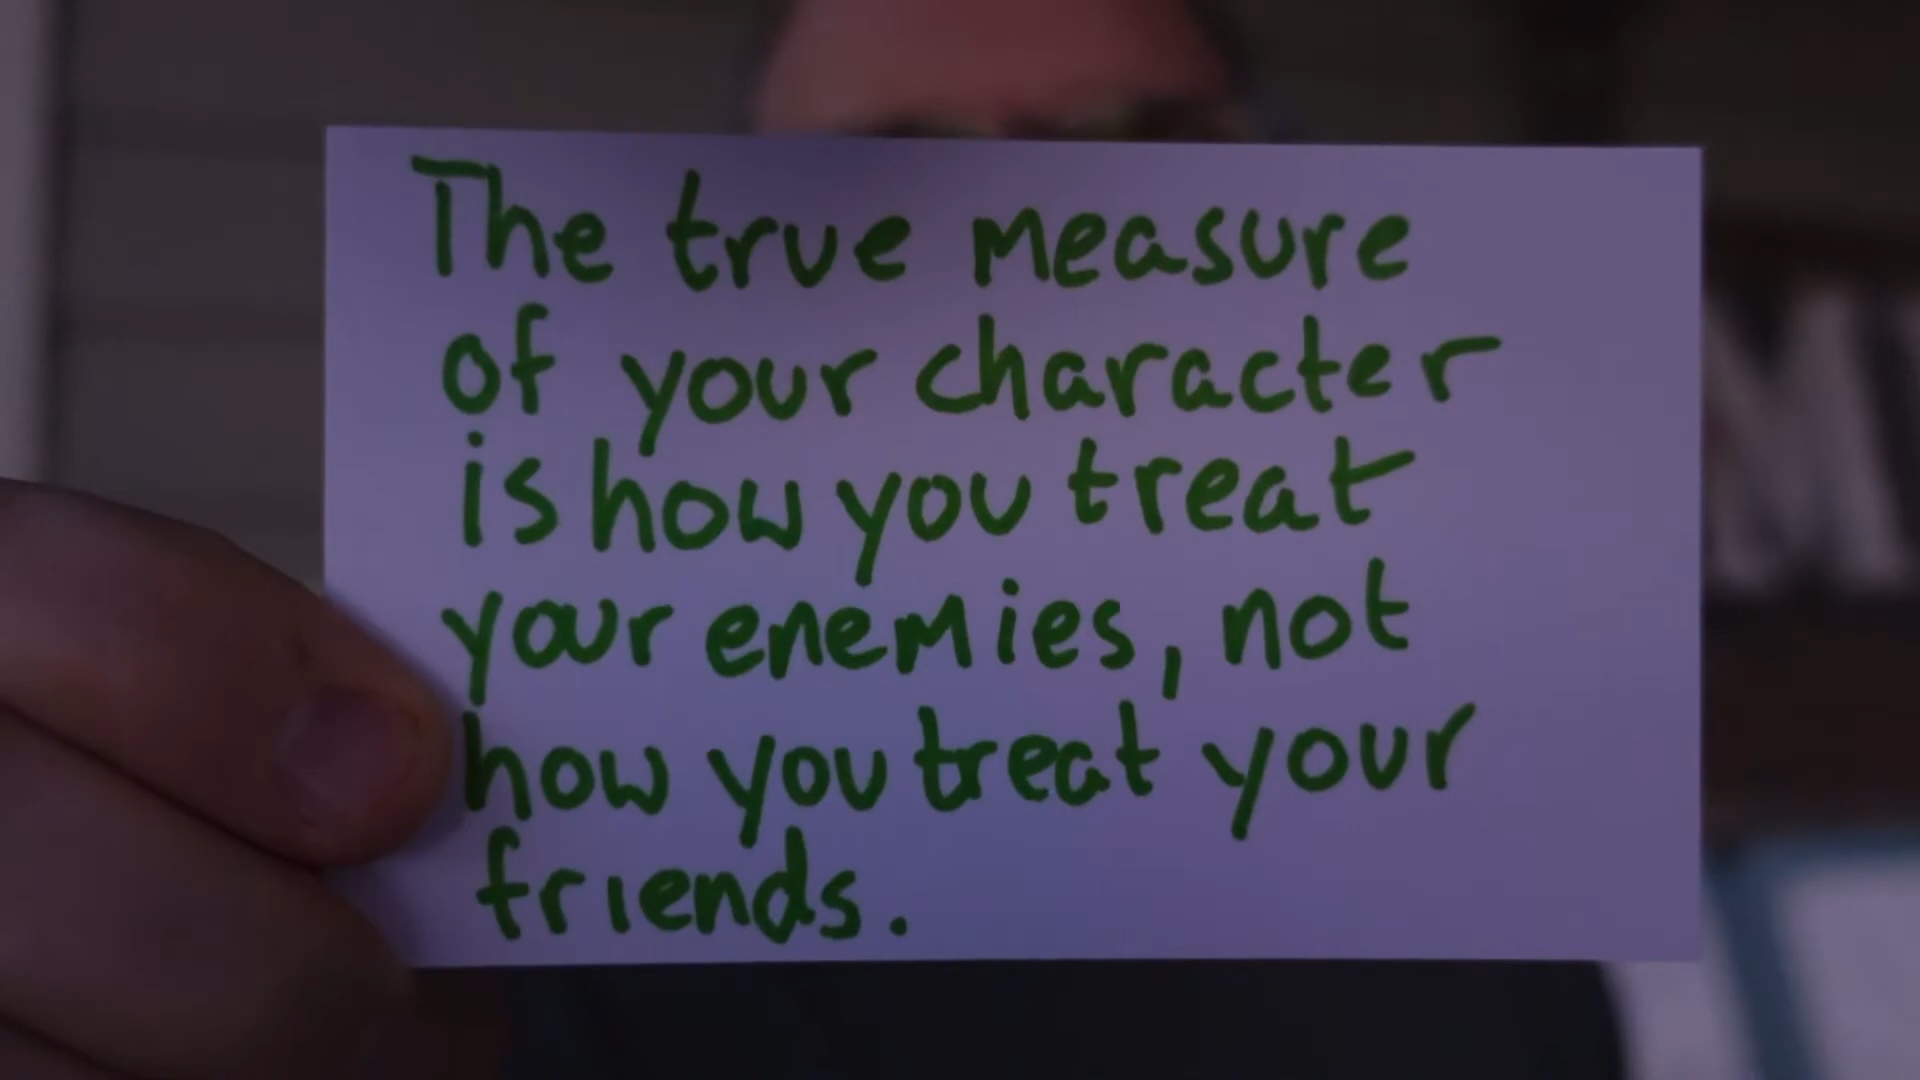 The true measure
of your character
is how you treat
your enemies, not
how you treat your
friends.